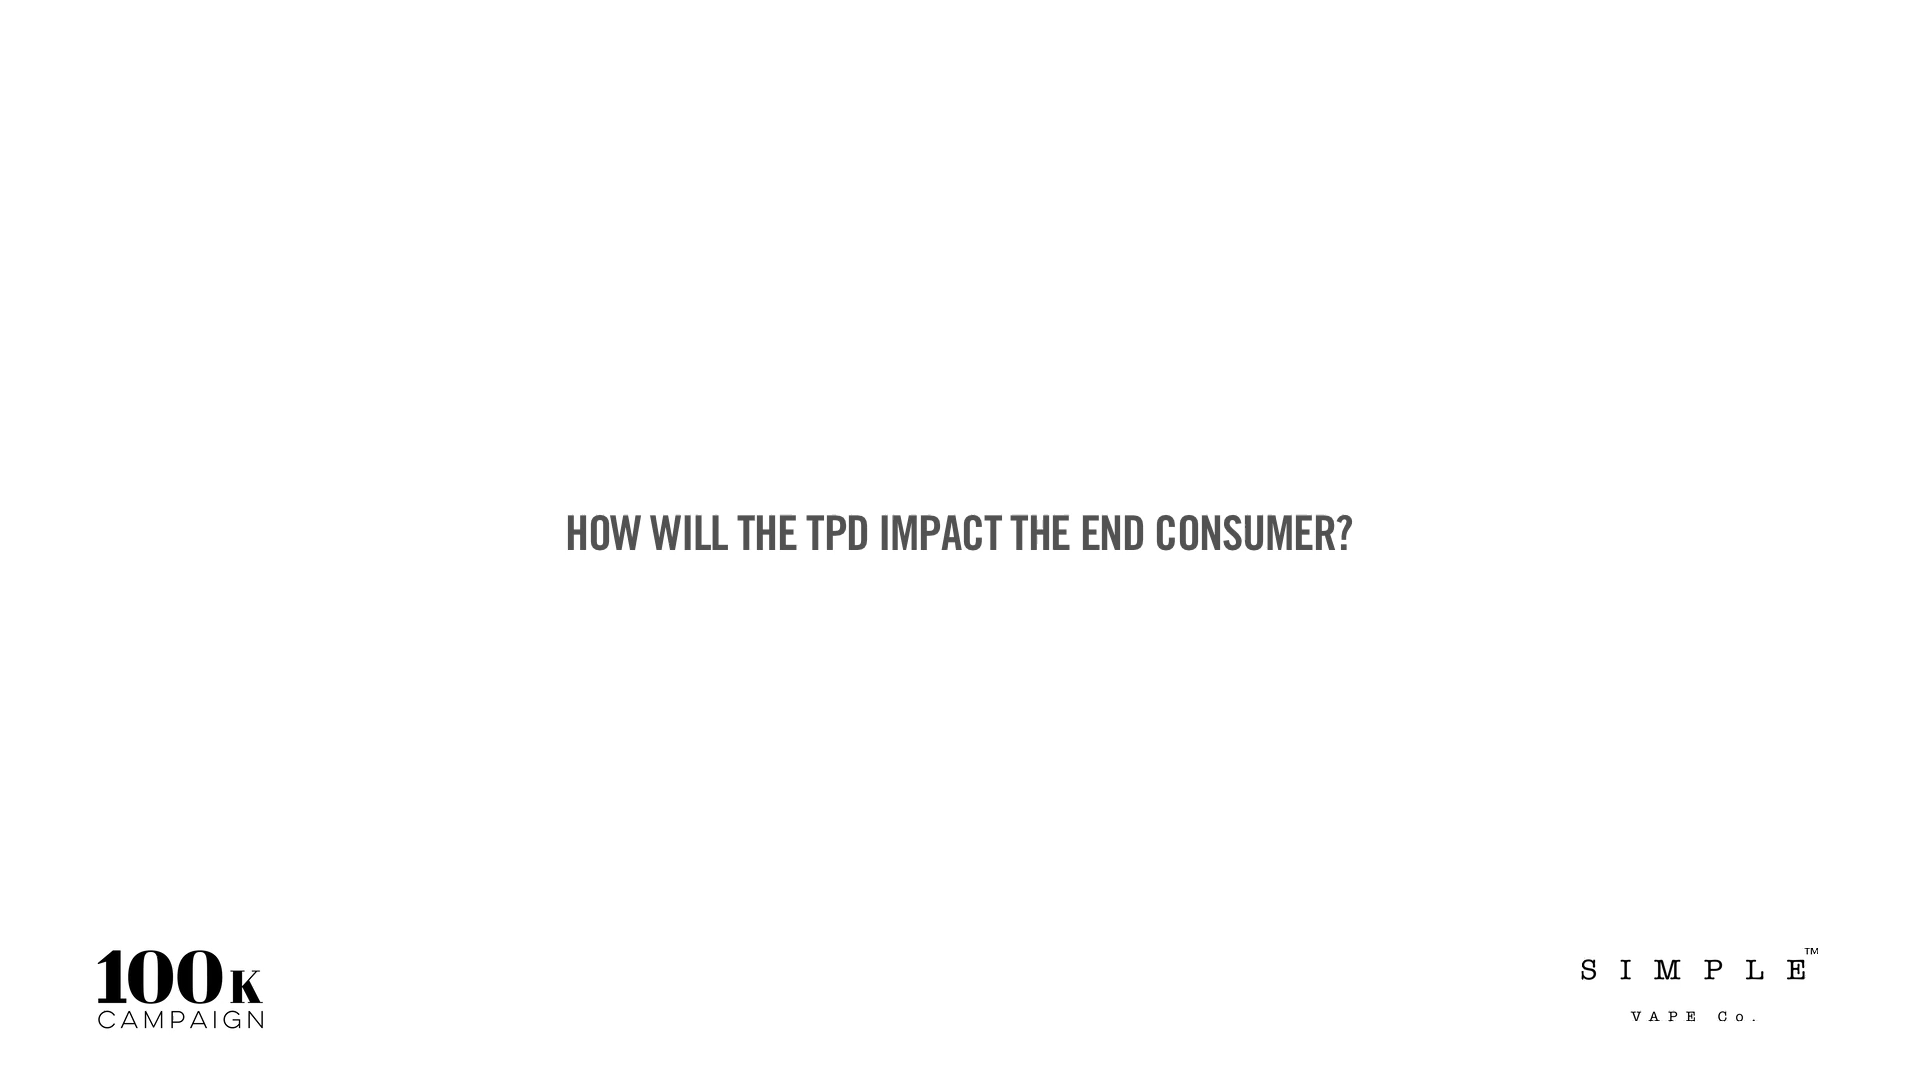 HOW WILL THE TPD IMPACT THE END CONSUMER?
100K
CAMPAIGN
SIMPLE™
VAPE Co.